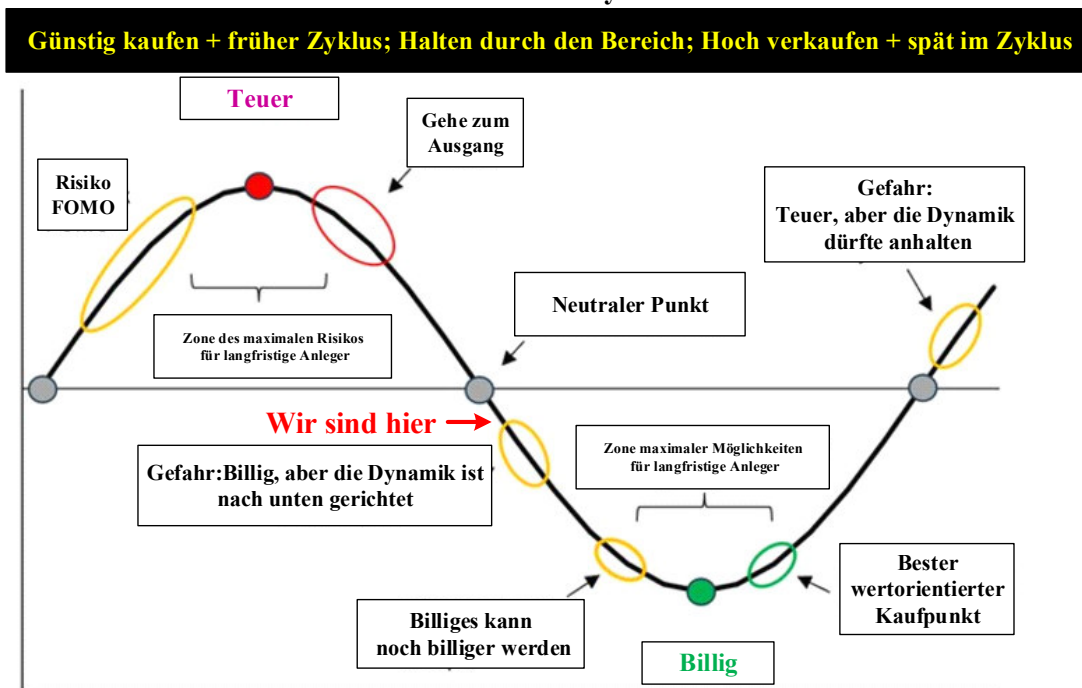 Günstig kaufen + früher Zyklus; Halten durch den Bereich; Hoch verkaufen + spät im Zyklus
Teuer
Gehe zum
Ausgang
Risiko
FOMO
Gefahr:
Teuer, aber die Dynamik
dürfte anhalten
Neutraler Punkt
Zone des maximalen Risikos
für langfristige Anleger
Wir sind hier
Gefahr:Billig, aber die Dynamik ist
nach unten gerichtet
Zone maximaler Möglichkeiten
für langfristige Anleger
Billiges kann
noch billiger werden
Bester
wertorientierter
Kaufpunkt
Billig